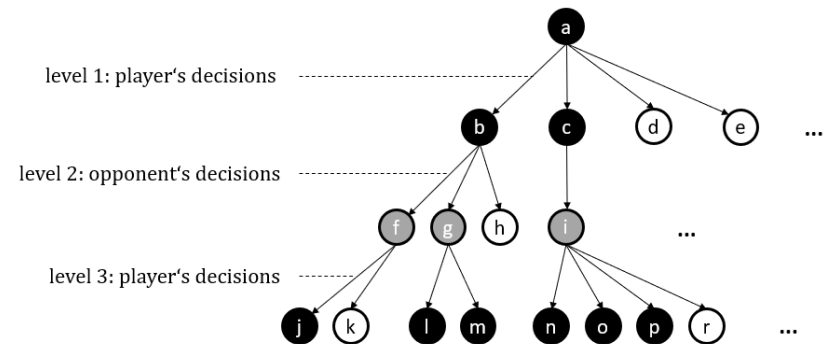 a
level 1: player‘s decisions
b c d e ...
level 2: opponent‘s decisions
f g h i ...
level 3: player‘s decisions
j k l m n o p r ...